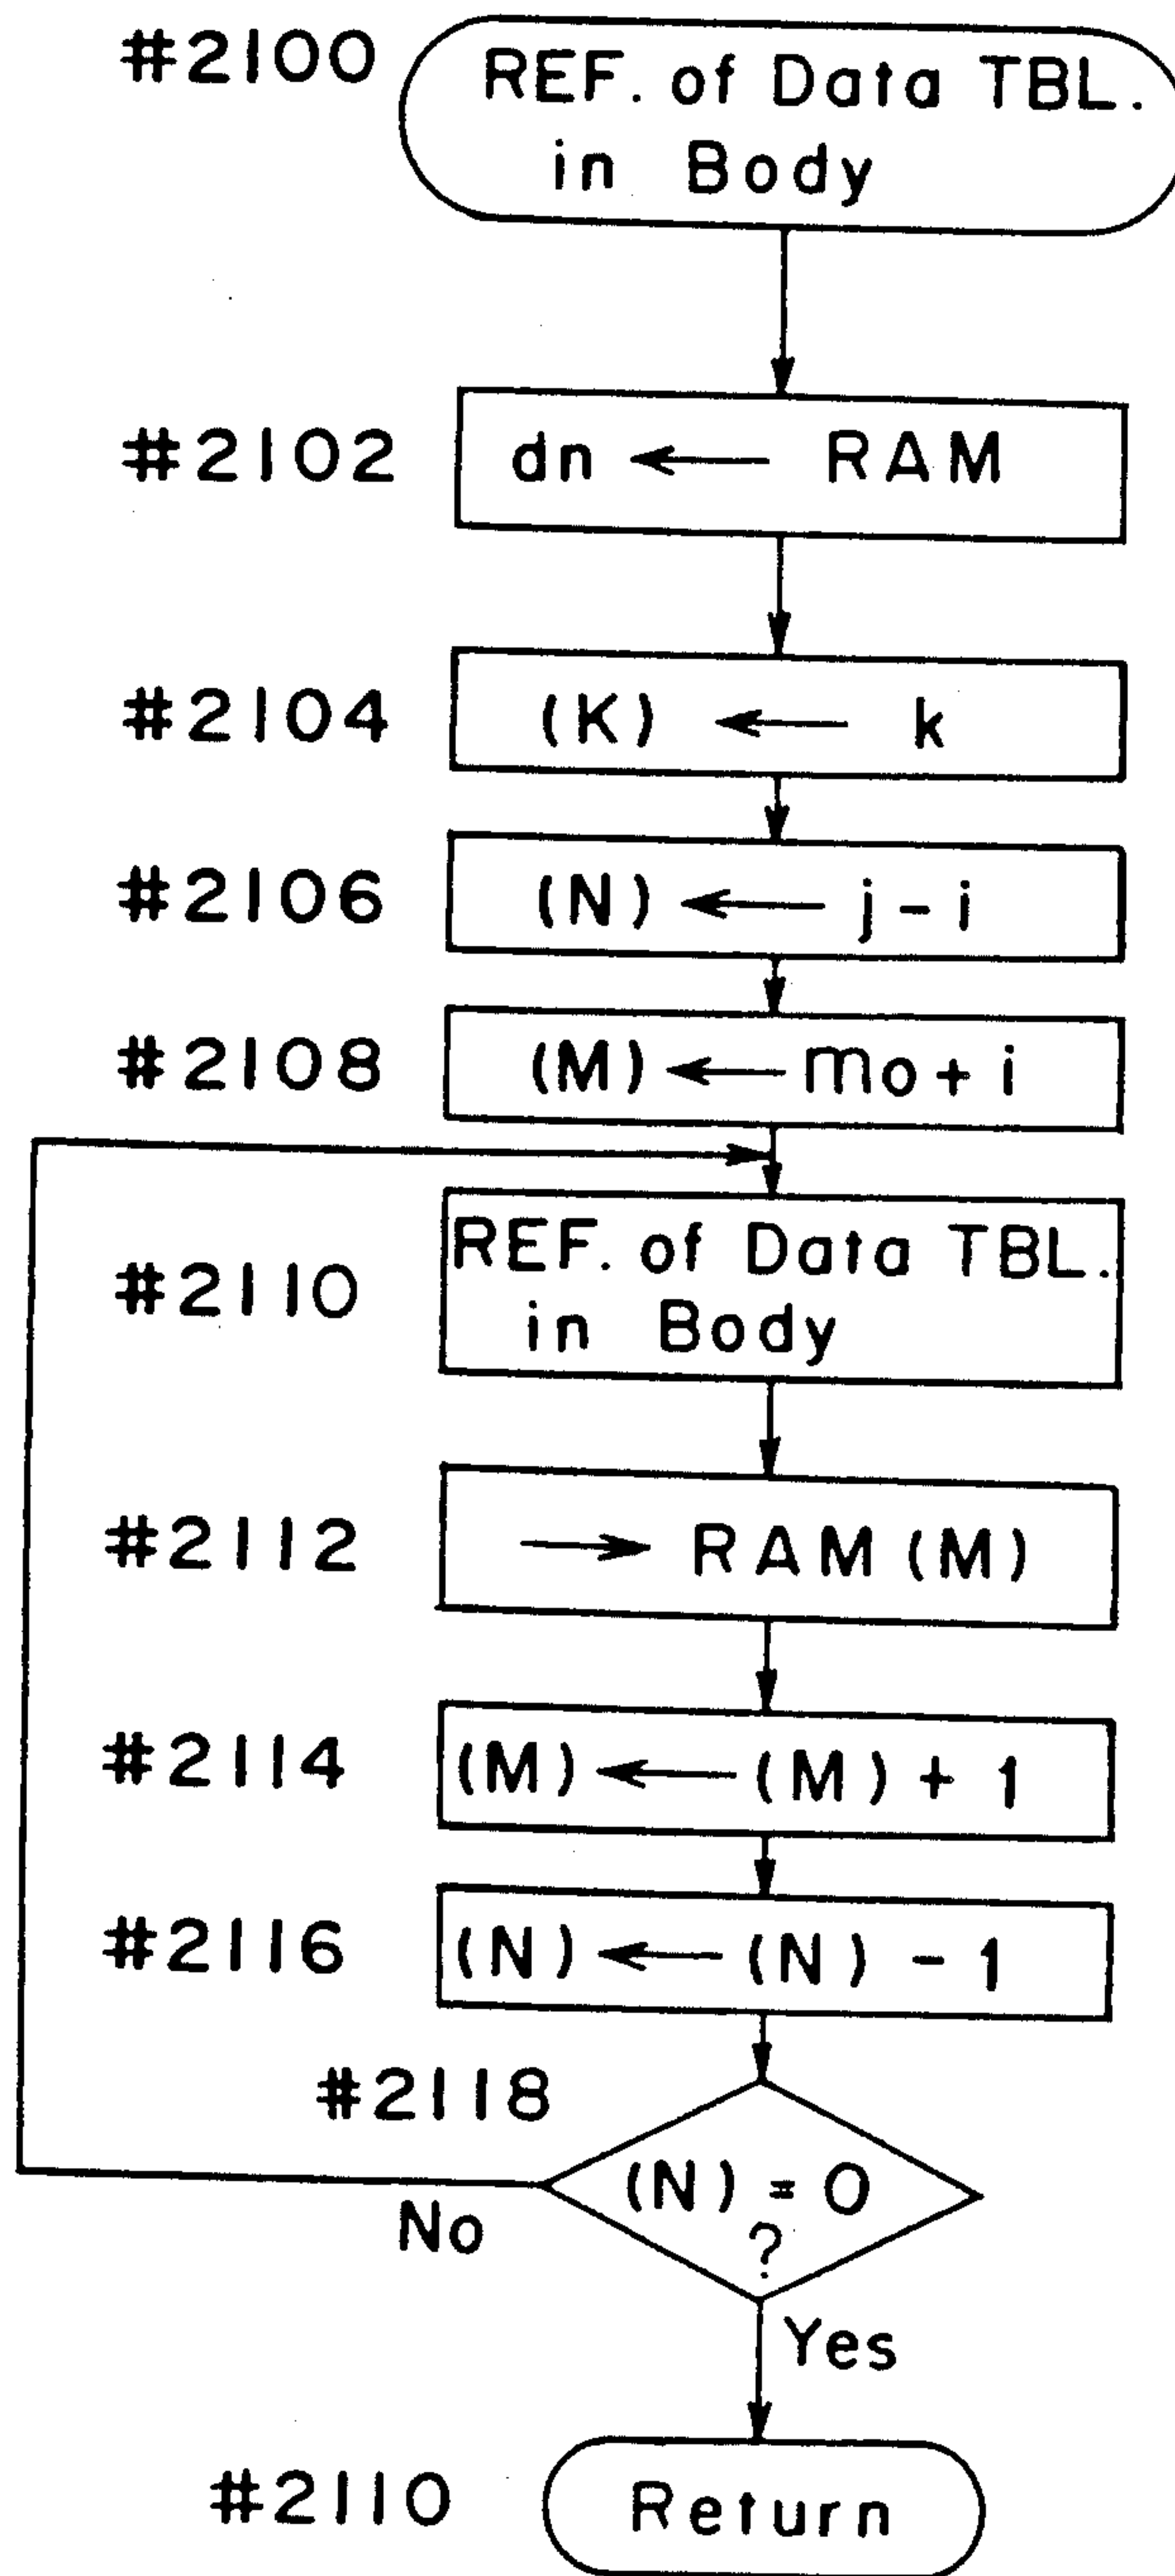 #2100 REF. of Data TBL.
in Body
#2102 dn ← RAM
#2104 (K) ← k
#2106 (N) ← j - i
#2108 (M) ← mo + i
#2110 REF. of Data TBL.
in Body
#2112 → RAM (M)
#2114 (M) ← (M) + 1
#2116 (N) ← (N) - 1
#2118
(N) = 0
?
No
Yes
#2110 Return